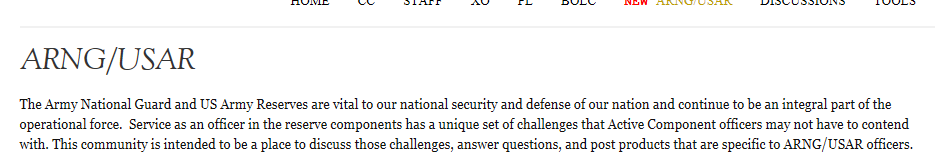 HOME CC STAFF XO PL BOLC NEW ARNG/USAR DISCUSSIONS TOOLS
ARNG/USAR
The Army National Guard and US Army Reserves are vital to our national security and defense of our nation and continue to be an integral part of the
operational force.  Service as an officer in the reserve components has a unique set of challenges that Active Component officers may not have to contend
with. This community is intended to be a place to discuss those challenges, answer questions, and post products that are specific to ARNG/USAR officers.